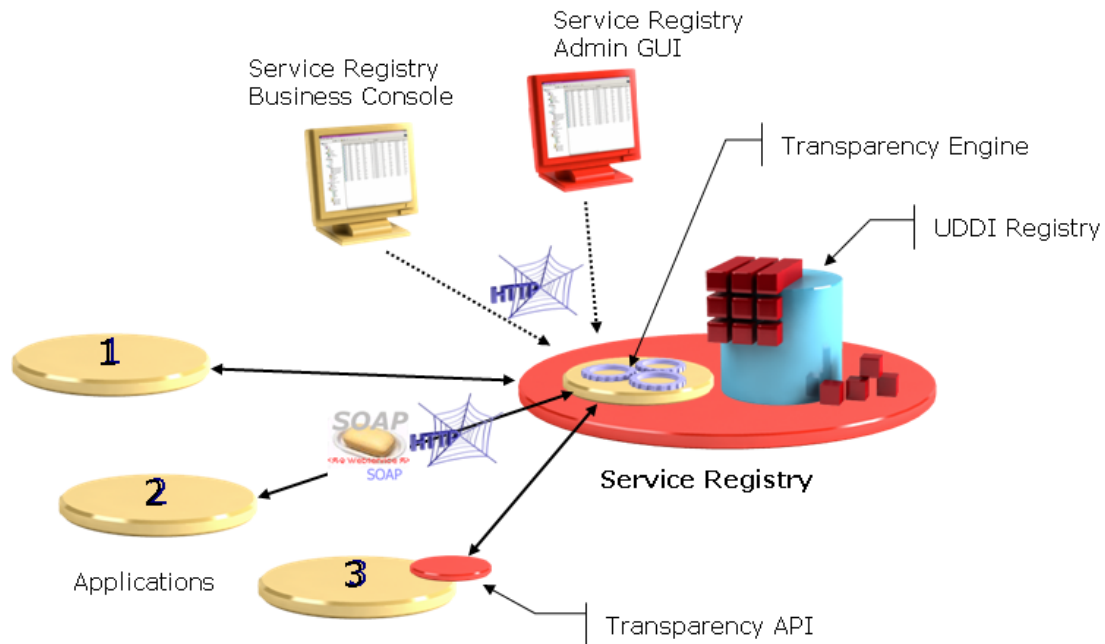 Service Registry
Admin GUI
Service Registry
Business Console
Transparency Engine
UDDI Registry
HTTP
1
SOAP
HTTP
SOAP
2
Service Registry
3
Applications
Transparency API